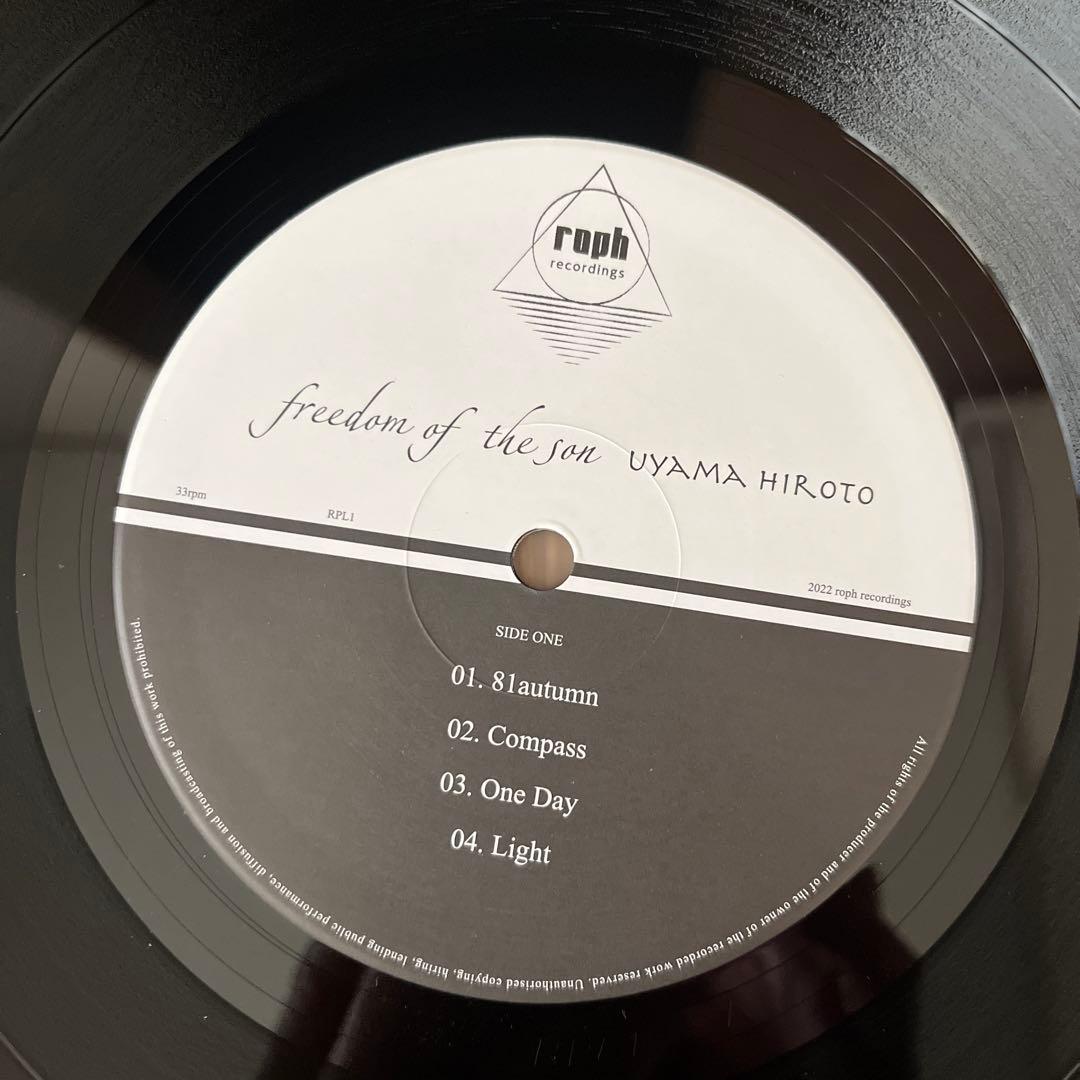 roph
recordings
freedom of the son UYAMA HIROTO
33rpm
RPL1
2022 roph recordings
SIDE ONE
01. 81autumn
02. Compass
03. One Day
04. Light
All rights of the producer and of the owner of the recorded work reserved. Unauthorised copying, hiring, lending public performance, diffusion and broadcasting of this work prohibited.